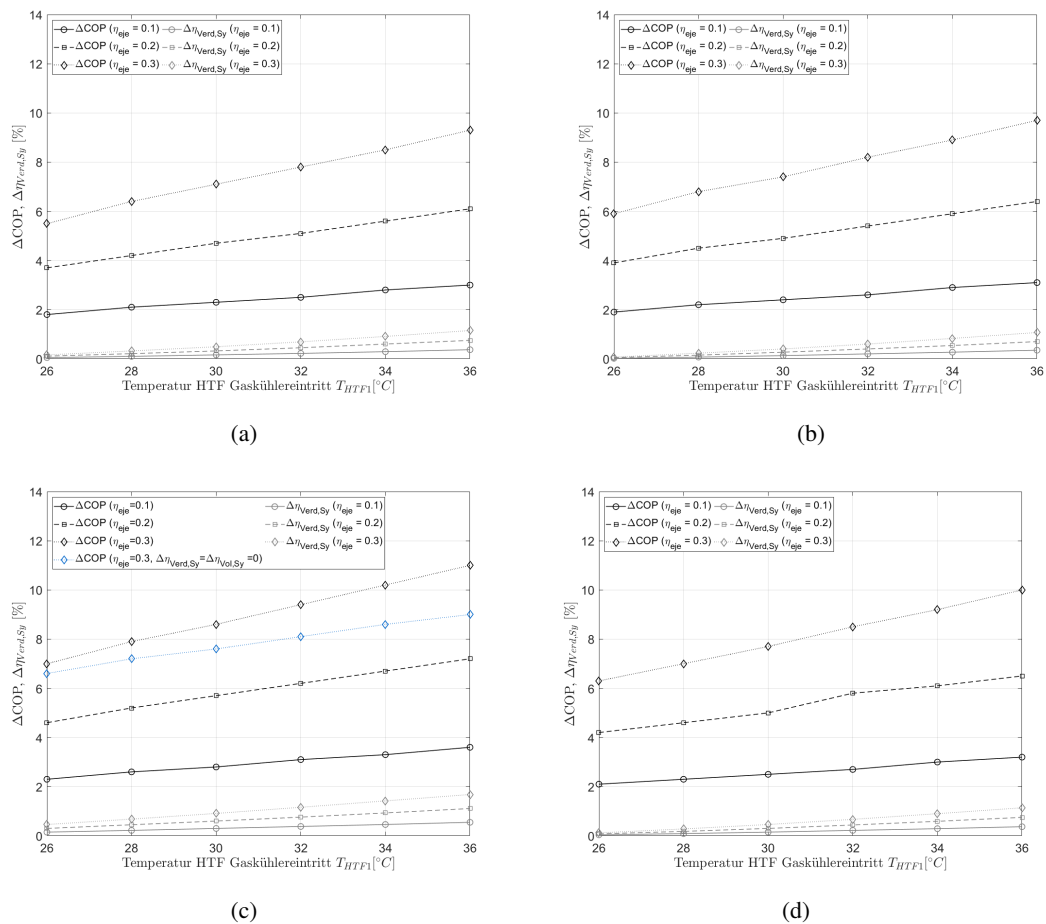 14
12
10
8
6
4
2
0
ΔCOP, Δη_Verd,Sy [%]
ΔCOP (η_eje = 0.1) Δη_Verd,Sy (η_eje = 0.1)
ΔCOP (η_eje = 0.2) Δη_Verd,Sy (η_eje = 0.2)
ΔCOP (η_eje = 0.3) Δη_Verd,Sy (η_eje = 0.3)
26 28 30 32 34 36
Temperatur HTF Gaskühlereintritt T_HTF1[°C]
(a)
14
12
10
8
6
4
2
0
ΔCOP, Δη_Verd,Sy [%]
ΔCOP (η_eje = 0.1) Δη_Verd,Sy (η_eje = 0.1)
ΔCOP (η_eje = 0.2) Δη_Verd,Sy (η_eje = 0.2)
ΔCOP (η_eje = 0.3) Δη_Verd,Sy (η_eje = 0.3)
26 28 30 32 34 36
Temperatur HTF Gaskühlereintritt T_HTF1[°C]
(b)
14
12
10
8
6
4
2
0
ΔCOP, Δη_Verd,Sy [%]
ΔCOP (η_eje=0.1) Δη_Verd,Sy (η_eje = 0.1)
ΔCOP (η_eje=0.2) Δη_Verd,Sy (η_eje = 0.2)
ΔCOP (η_eje=0.3) Δη_Verd,Sy (η_eje = 0.3)
ΔCOP (η_eje=0.3, Δη_Verd,Sy=Δη_Vol,Sy =0)
26 28 30 32 34 36
Temperatur HTF Gaskühlereintritt T_HTF1[°C]
(c)
14
12
10
8
6
4
2
0
ΔCOP, Δη_Verd,Sy [%]
ΔCOP (η_eje = 0.1) Δη_Verd,Sy (η_eje = 0.1)
ΔCOP (η_eje = 0.2) Δη_Verd,Sy (η_eje = 0.2)
ΔCOP (η_eje = 0.3) Δη_Verd,Sy (η_eje = 0.3)
26 28 30 32 34 36
Temperatur HTF Gaskühlereintritt T_HTF1[°C]
(d)